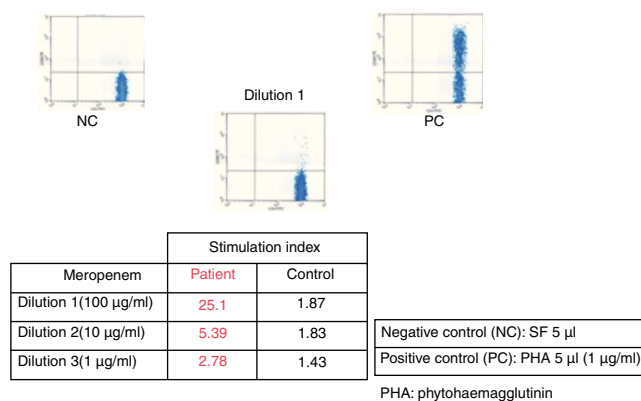 NC
Dilution 1
PC
Stimulation index
Meropenem Patient Control
Dilution 1(100 µg/ml) 25.1 1.87
Dilution 2(10 µg/ml) 5.39 1.83
Dilution 3(1 µg/ml) 2.78 1.43
Negative control (NC): SF 5 µl
Positive control (PC): PHA 5 µl (1 µg/ml)
PHA: phytohaemagglutinin